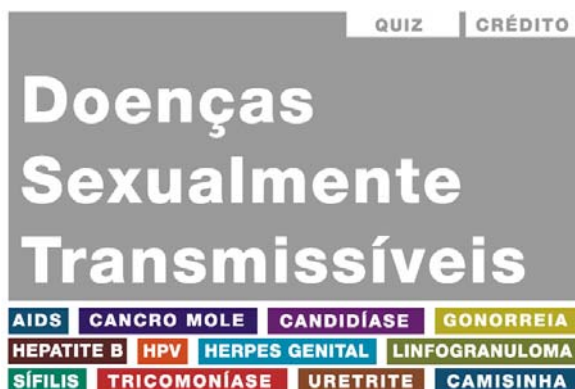 QUIZ CRÉDITO
Doenças
Sexualmente
Transmissíveis
AIDS CANCRO MOLE CANDIDÍASE GONORREIA
HEPATITE B HPV HERPES GENITAL LINFOGRANULOMA
SÍFILIS TRICOMONÍASE URETRITE CAMISINHA